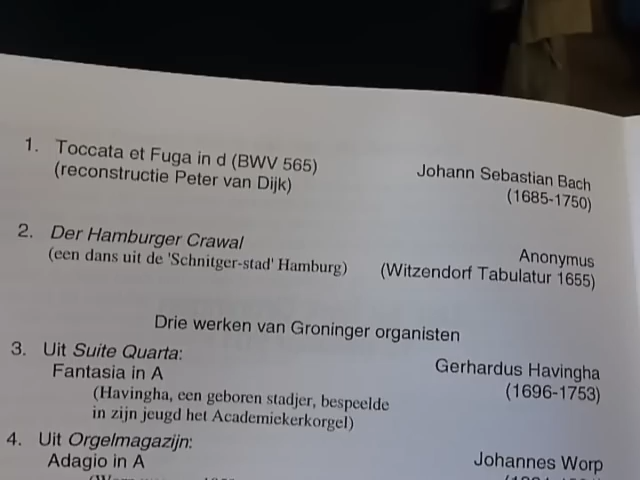 1. Toccata et Fuga in d (BWV 565) Johann Sebastian Bach
(reconstructie Peter van Dijk) (1685-1750)
2. Der Hamburger Crawal Anonymus
(een dans uit de 'Schnitger-stad' Hamburg) (Witzendorf Tabulatur 1655)
Drie werken van Groninger organisten
3. Uit Suite Quarta: Gerhardus Havingha
Fantasia in A (1696-1753)
(Havingha, een geboren stadjer, bespeelde
in zijn jeugd het Academiekerkorgel)
4. Uit Orgelmagazijn: Johannes Worp
Adagio in A